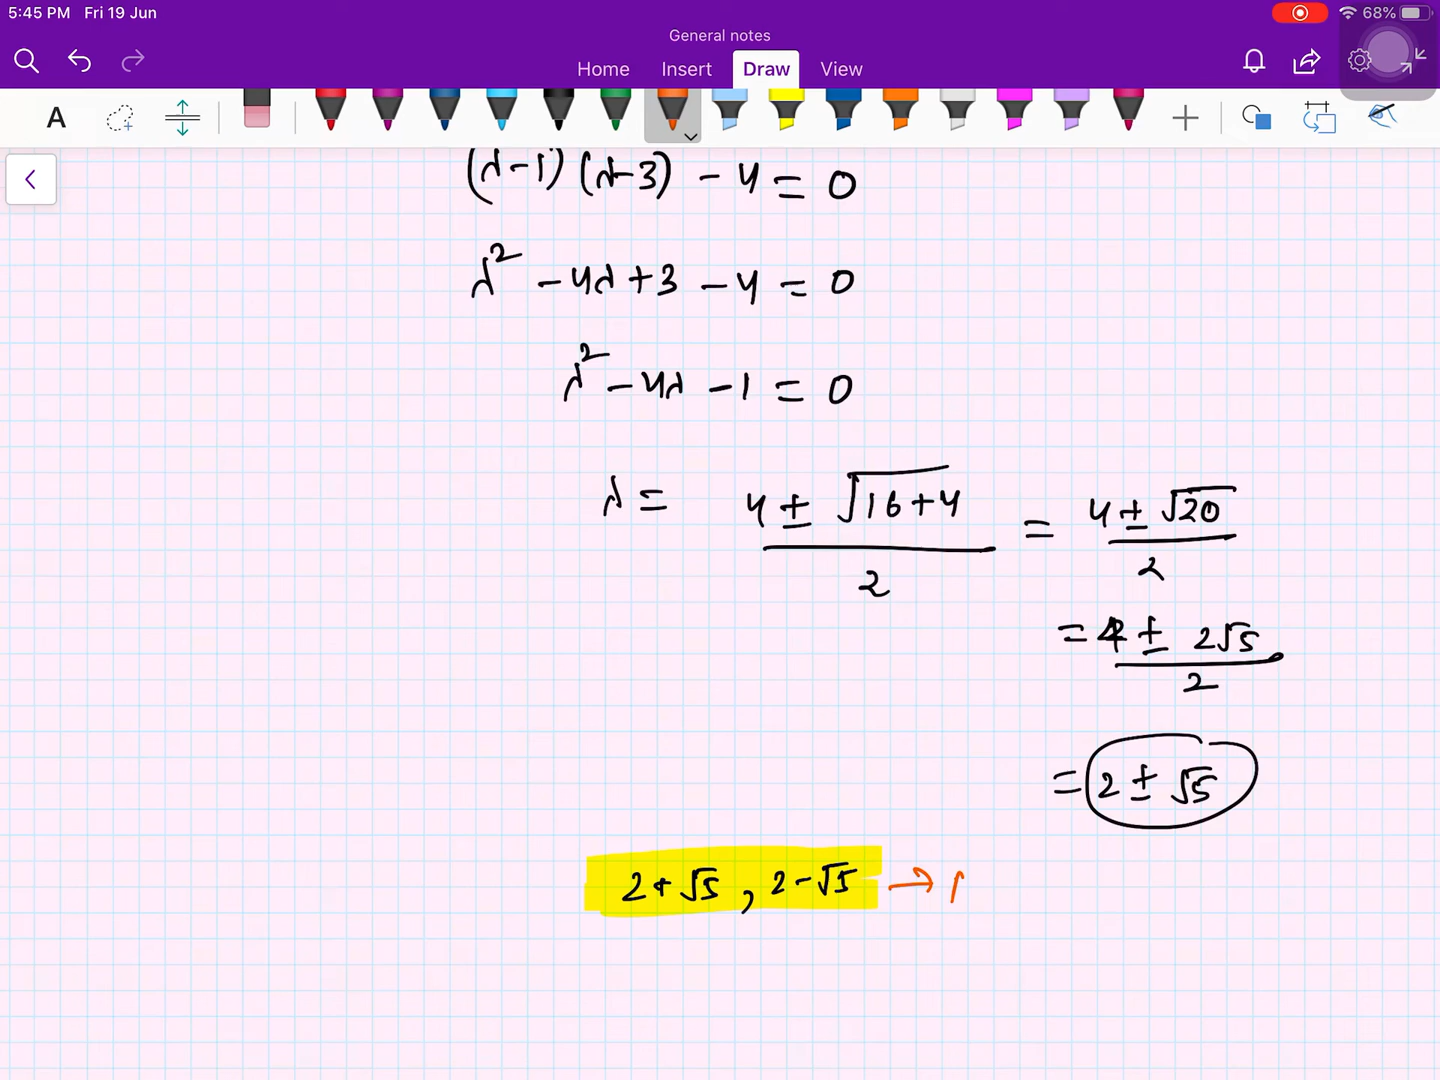 5:45 PM Fri 19 Jun 68%
General notes
Home Insert Draw View
A
(λ-1) (λ-3) - 4 = 0
λ² - 4λ + 3 - 4 = 0
λ² - 4λ - 1 = 0
λ = (4 ± √(16+4)) / 2 = (4 ± √20) / 2
= (4 ± 2√5) / 2
= 2 ± √5
2 + √5 , 2 - √5 →